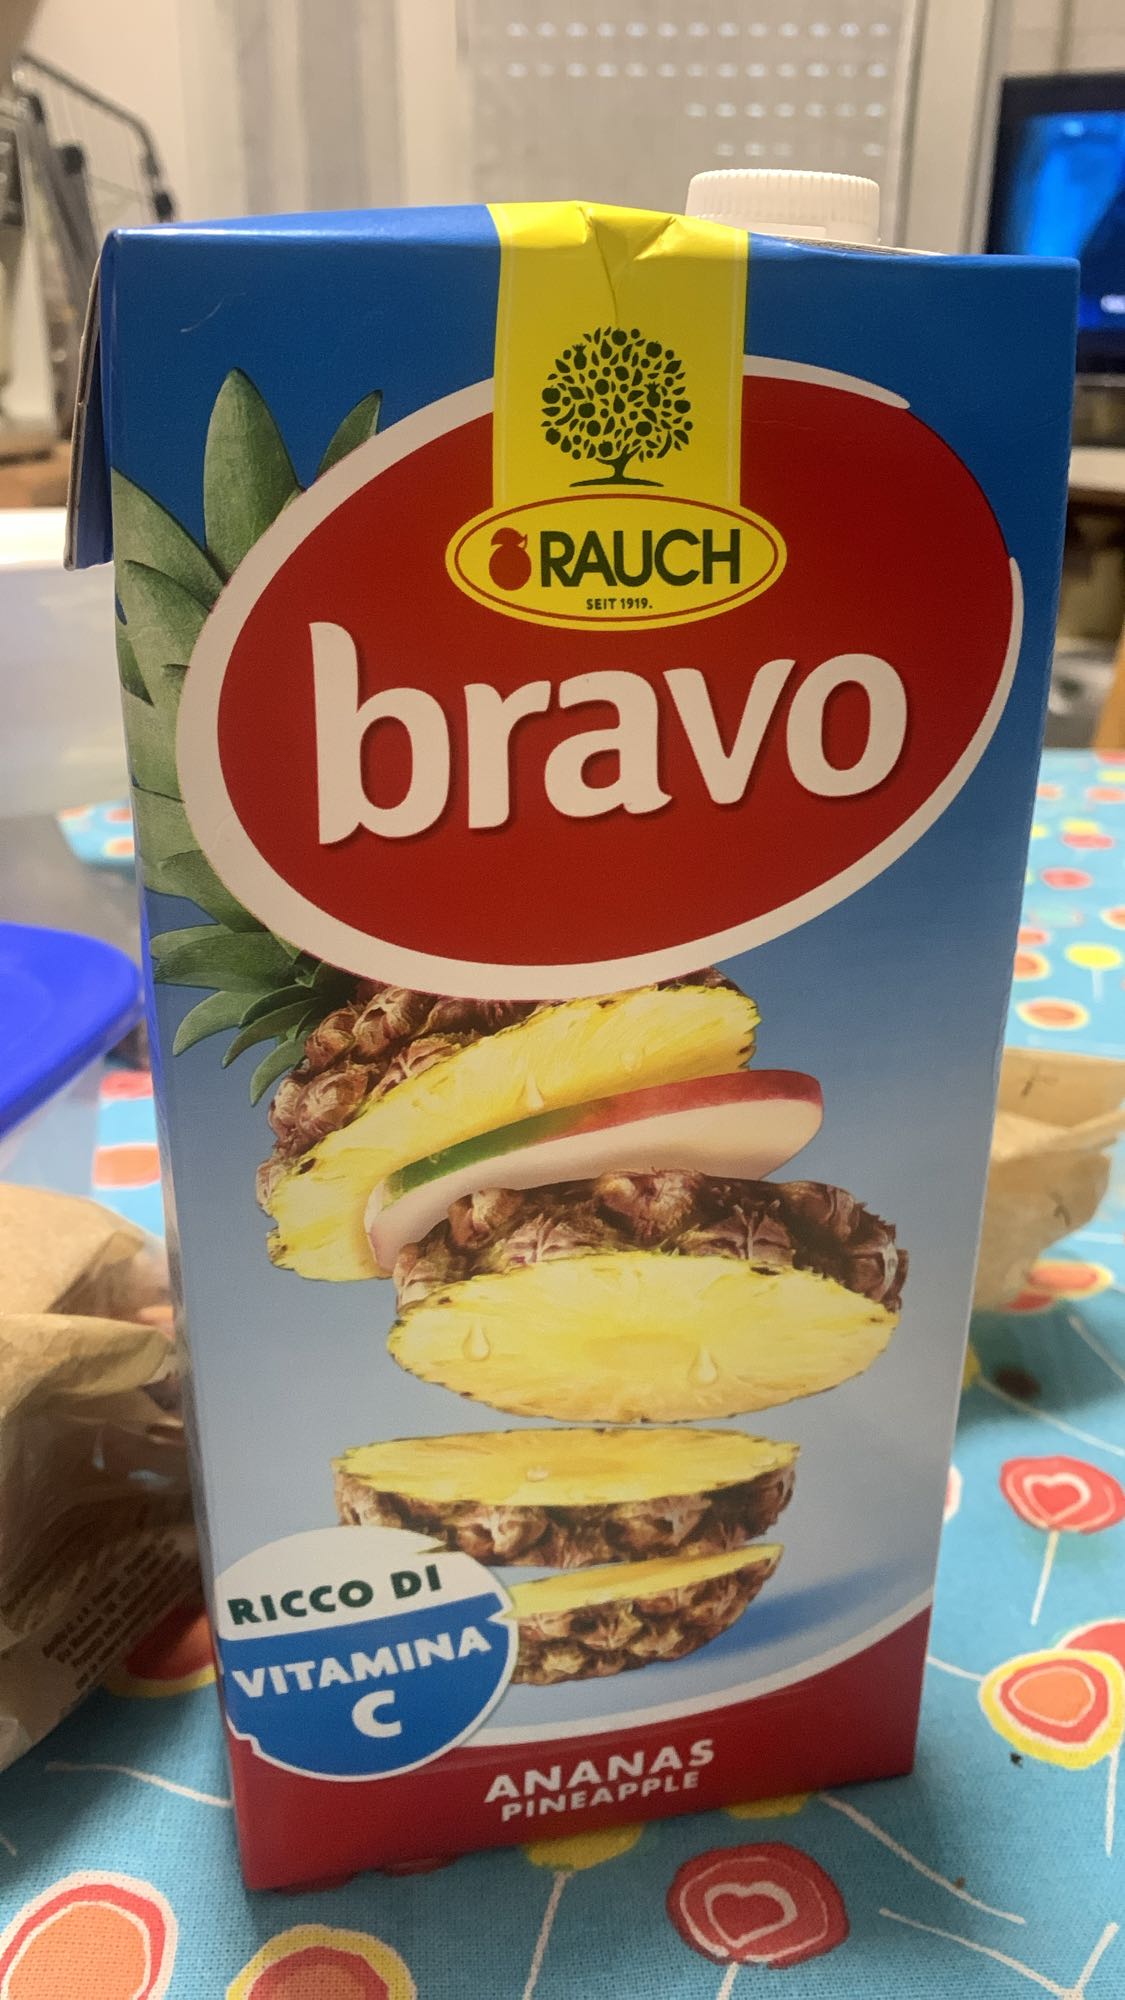 RAUCH
SEIT 1919.
bravo
RICCO DI
VITAMINA
C
ANANAS
PINEAPPLE